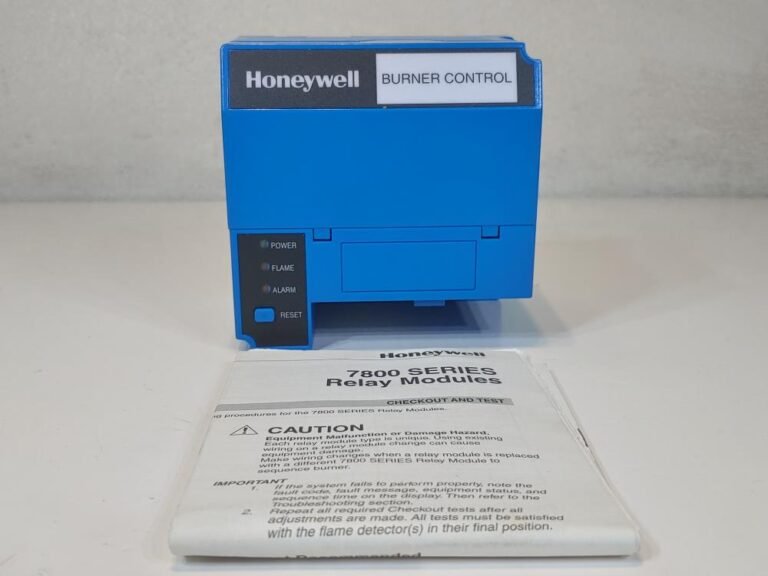 Honeywell
BURNER CONTROL
POWER
FLAME
ALARM
RESET
Honeywell
7800 SERIES
Relay Modules
CHECKOUT AND TEST
procedures for the 7800 SERIES Relay Modules.
CAUTION
Equipment Malfunction or Damage Hazard.
Each relay module type is unique. Using existing
wiring on a relay module change can cause
equipment damage.
Make wiring changes when a relay module is replaced
with a different 7800 SERIES Relay Module to
sequence burner.
IMPORTANT
1. If the system fails to perform properly, note the
fault code, fault message, equipment status, and
sequence time on the display. Then refer to the
Troubleshooting section.
2. Repeat all required Checkout tests after all
adjustments are made. All tests must be satisfied
with the flame detector(s) in their final position.
Recommended